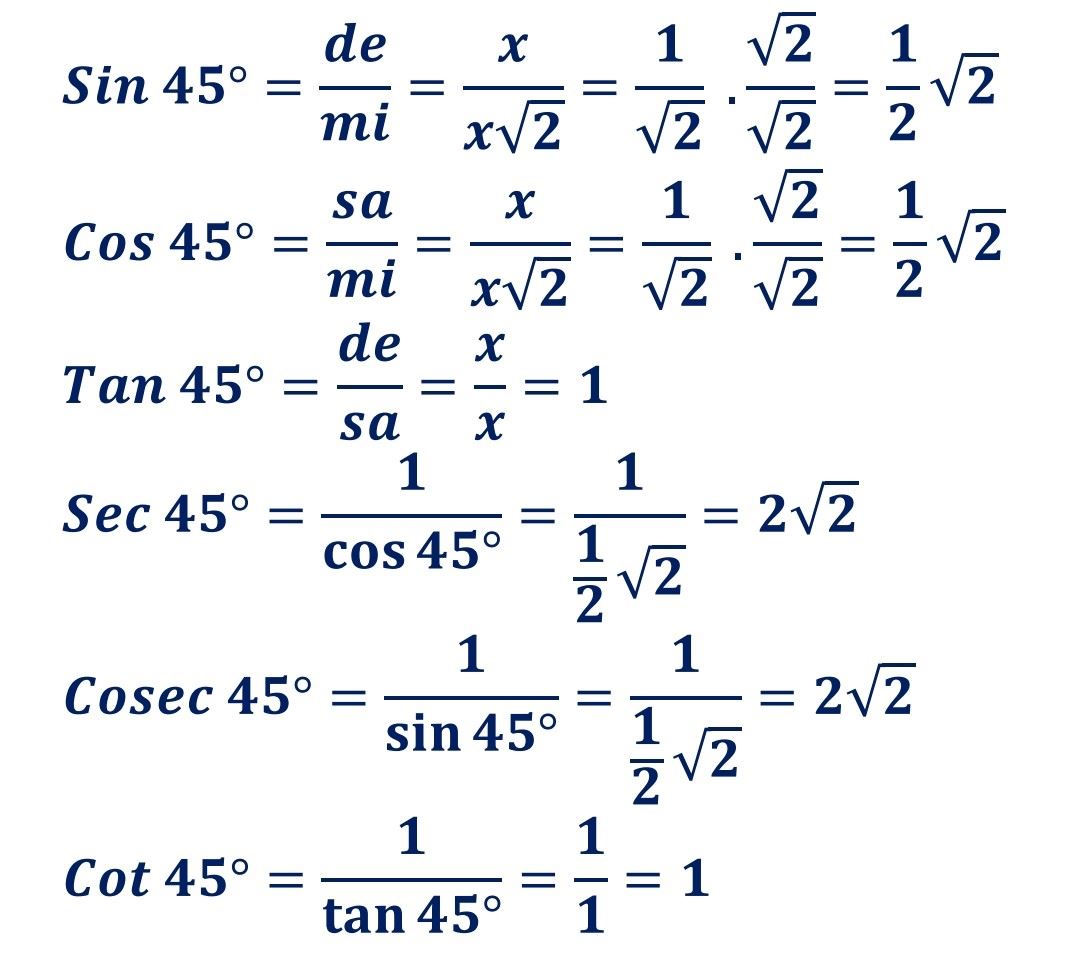 Sin 45° = de/mi = x/x√2 = 1/√2 . √2/√2 = 1/2 √2
Cos 45° = sa/mi = x/x√2 = 1/√2 . √2/√2 = 1/2 √2
Tan 45° = de/sa = x/x = 1
Sec 45° = 1/cos 45° = 1/(1/2 √2) = 2√2
Cosec 45° = 1/sin 45° = 1/(1/2 √2) = 2√2
Cot 45° = 1/tan 45° = 1/1 = 1